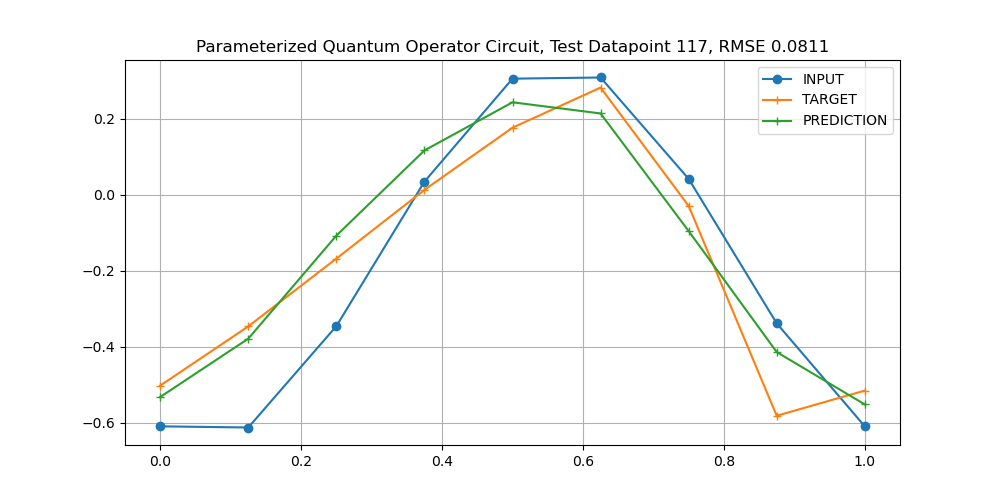 Parameterized Quantum Operator Circuit, Test Datapoint 117, RMSE 0.0811
INPUT
TARGET
PREDICTION
0.2
0.0
−0.2
−0.4
−0.6
0.0 0.2 0.4 0.6 0.8 1.0